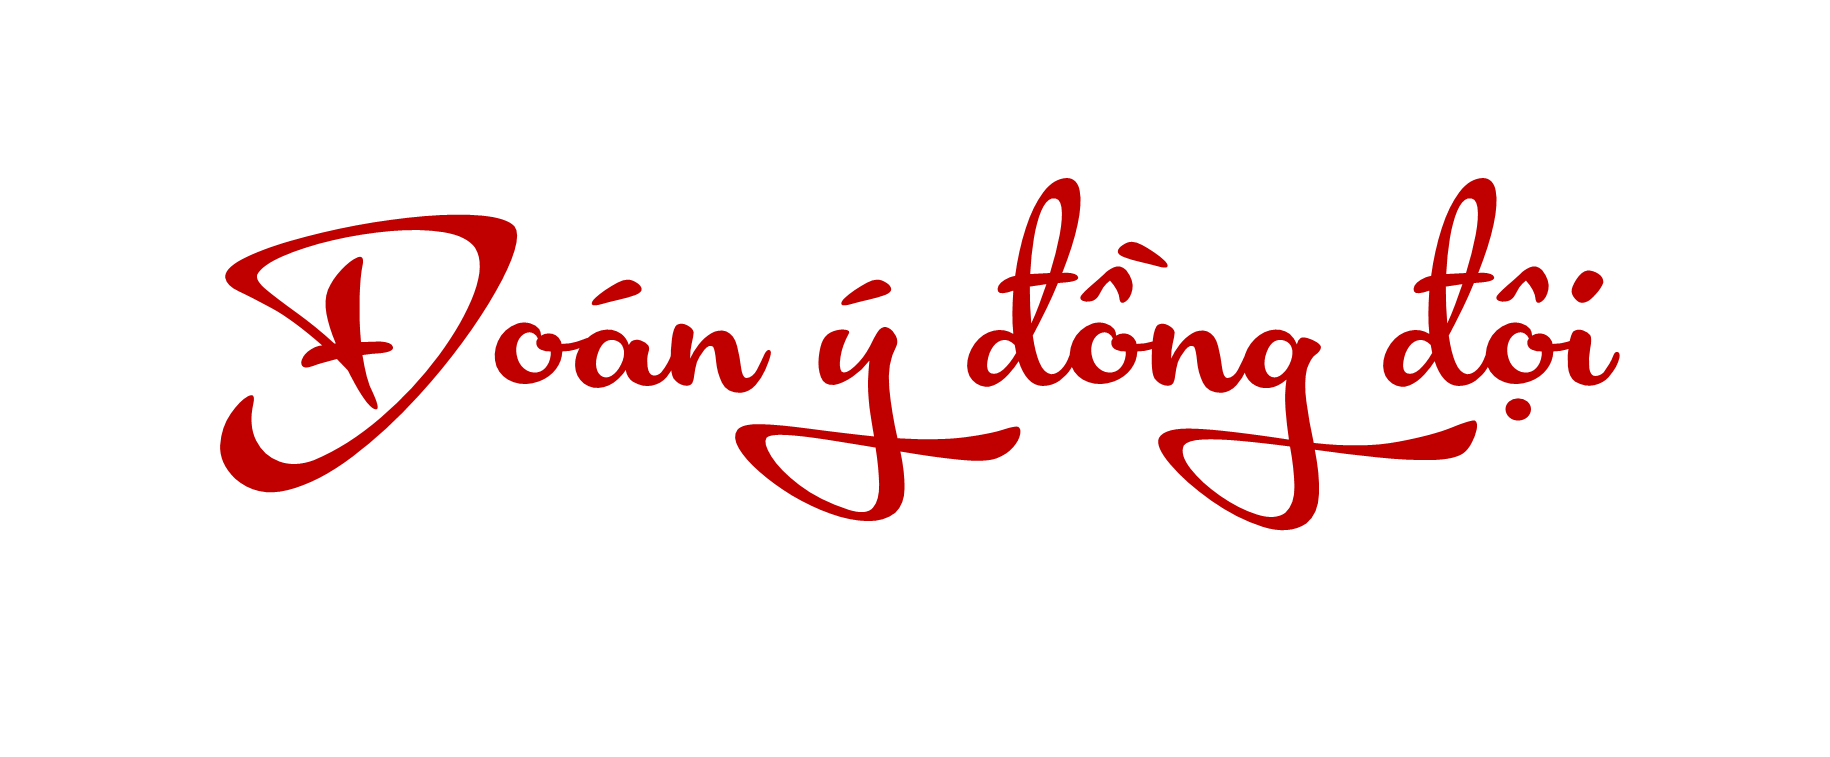 Đoán ý đồng đội